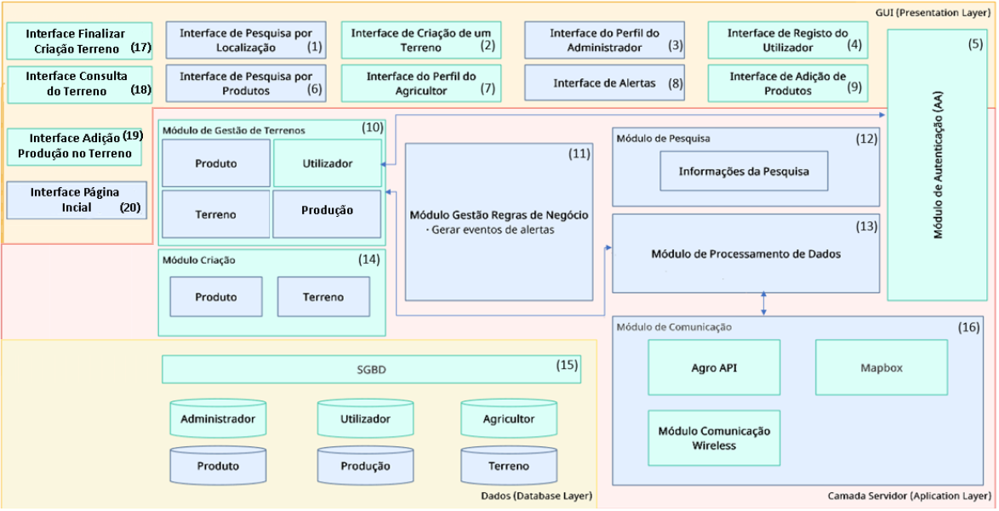 GUI (Presentation Layer)
Interface Finalizar
Criação Terreno (17)
Interface de Pesquisa por
Localização (1)
Interface de Criação de um
Terreno (2)
Interface do Perfil do
Administrador (3)
Interface de Registo do
Utilizador (4)
(5)
Módulo de Autenticação (AA)
Interface Consulta
do Terreno (18)
Interface de Pesquisa por
Produtos (6)
Interface do Perfil do
Agricultor (7)
Interface de Alertas (8)
Interface de Adição de
Produtos (9)
Interface Adição (19)
Produção no Terreno
Interface Página
Incial (20)
Módulo de Gestão de Terrenos (10)
Produto
Utilizador
Terreno
Produção
(11)
Módulo Gestão Regras de Negócio
· Gerar eventos de alertas
Módulo de Pesquisa (12)
Informações da Pesquisa
(13)
Módulo de Processamento de Dados
Módulo Criação (14)
Produto
Terreno
Módulo de Comunicação (16)
Agro API
Mapbox
Módulo Comunicação
Wireless
SGBD (15)
Administrador
Utilizador
Agricultor
Produto
Produção
Terreno
Dados (Database Layer)
Camada Servidor (Aplication Layer)